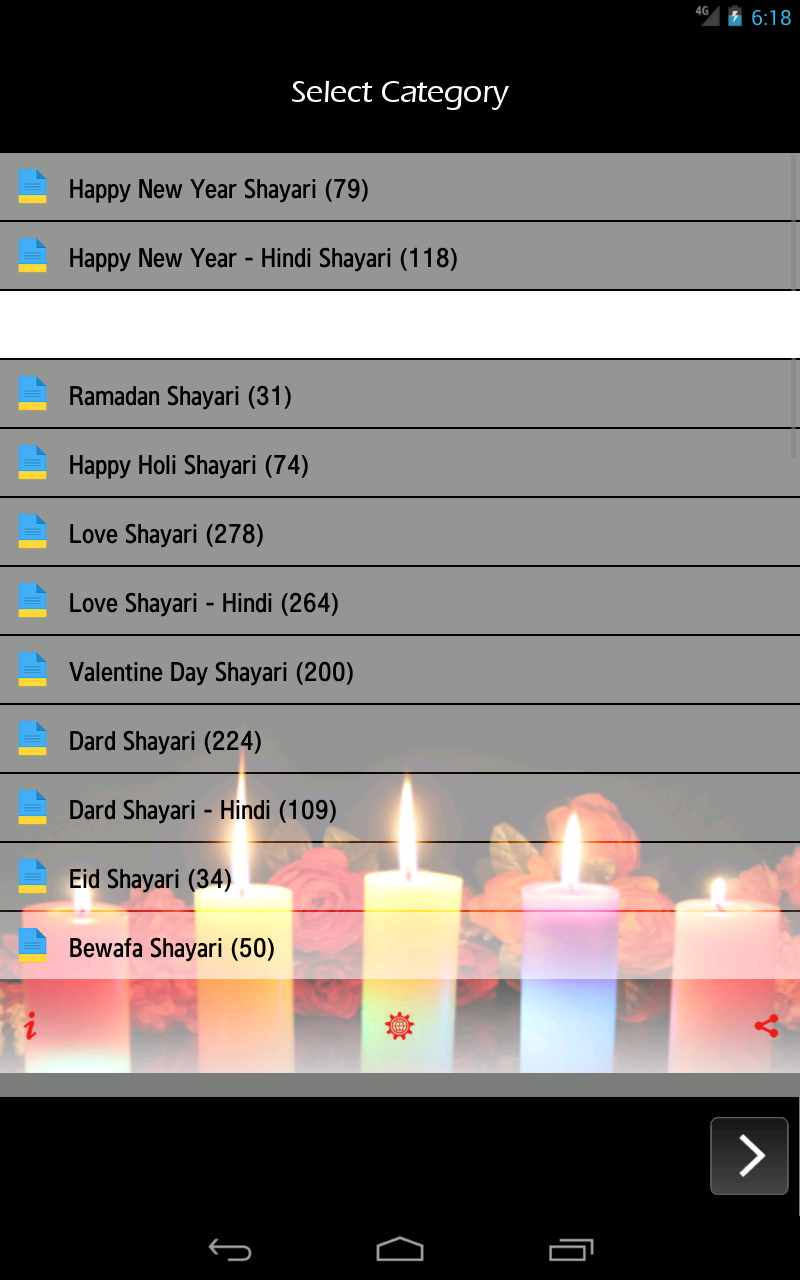 4G 6:18
Select Category
Happy New Year Shayari (79)
Happy New Year - Hindi Shayari (118)
Ramadan Shayari (31)
Happy Holi Shayari (74)
Love Shayari (278)
Love Shayari - Hindi (264)
Valentine Day Shayari (200)
Dard Shayari (224)
Dard Shayari - Hindi (109)
Eid Shayari (34)
Bewafa Shayari (50)